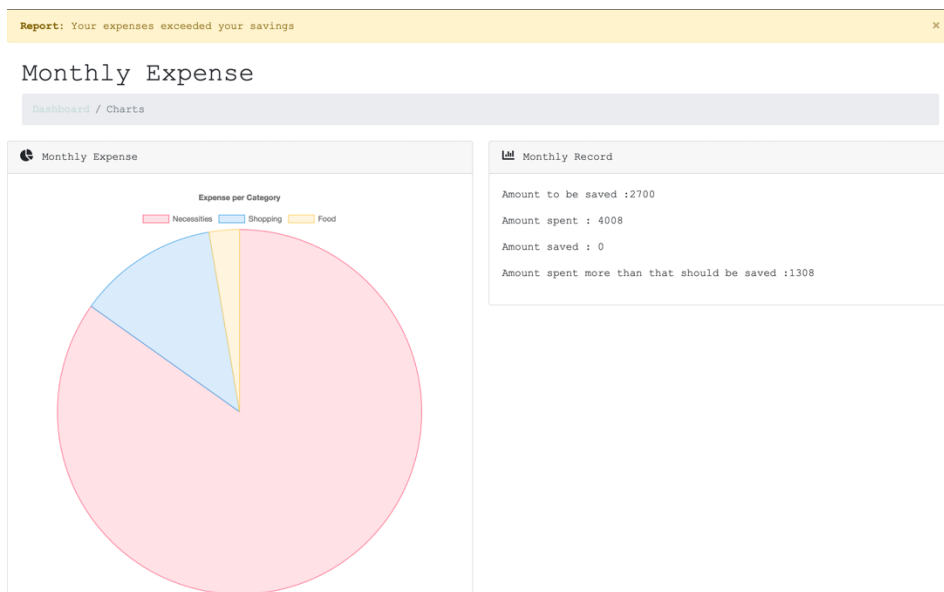 Report: Your expenses exceeded your savings ×
Monthly Expense
Dashboard / Charts
Monthly Expense
Expense per Category
Necessities Shopping Food
Monthly Record
Amount to be saved :2700
Amount spent : 4008
Amount saved : 0
Amount spent more than that should be saved :1308